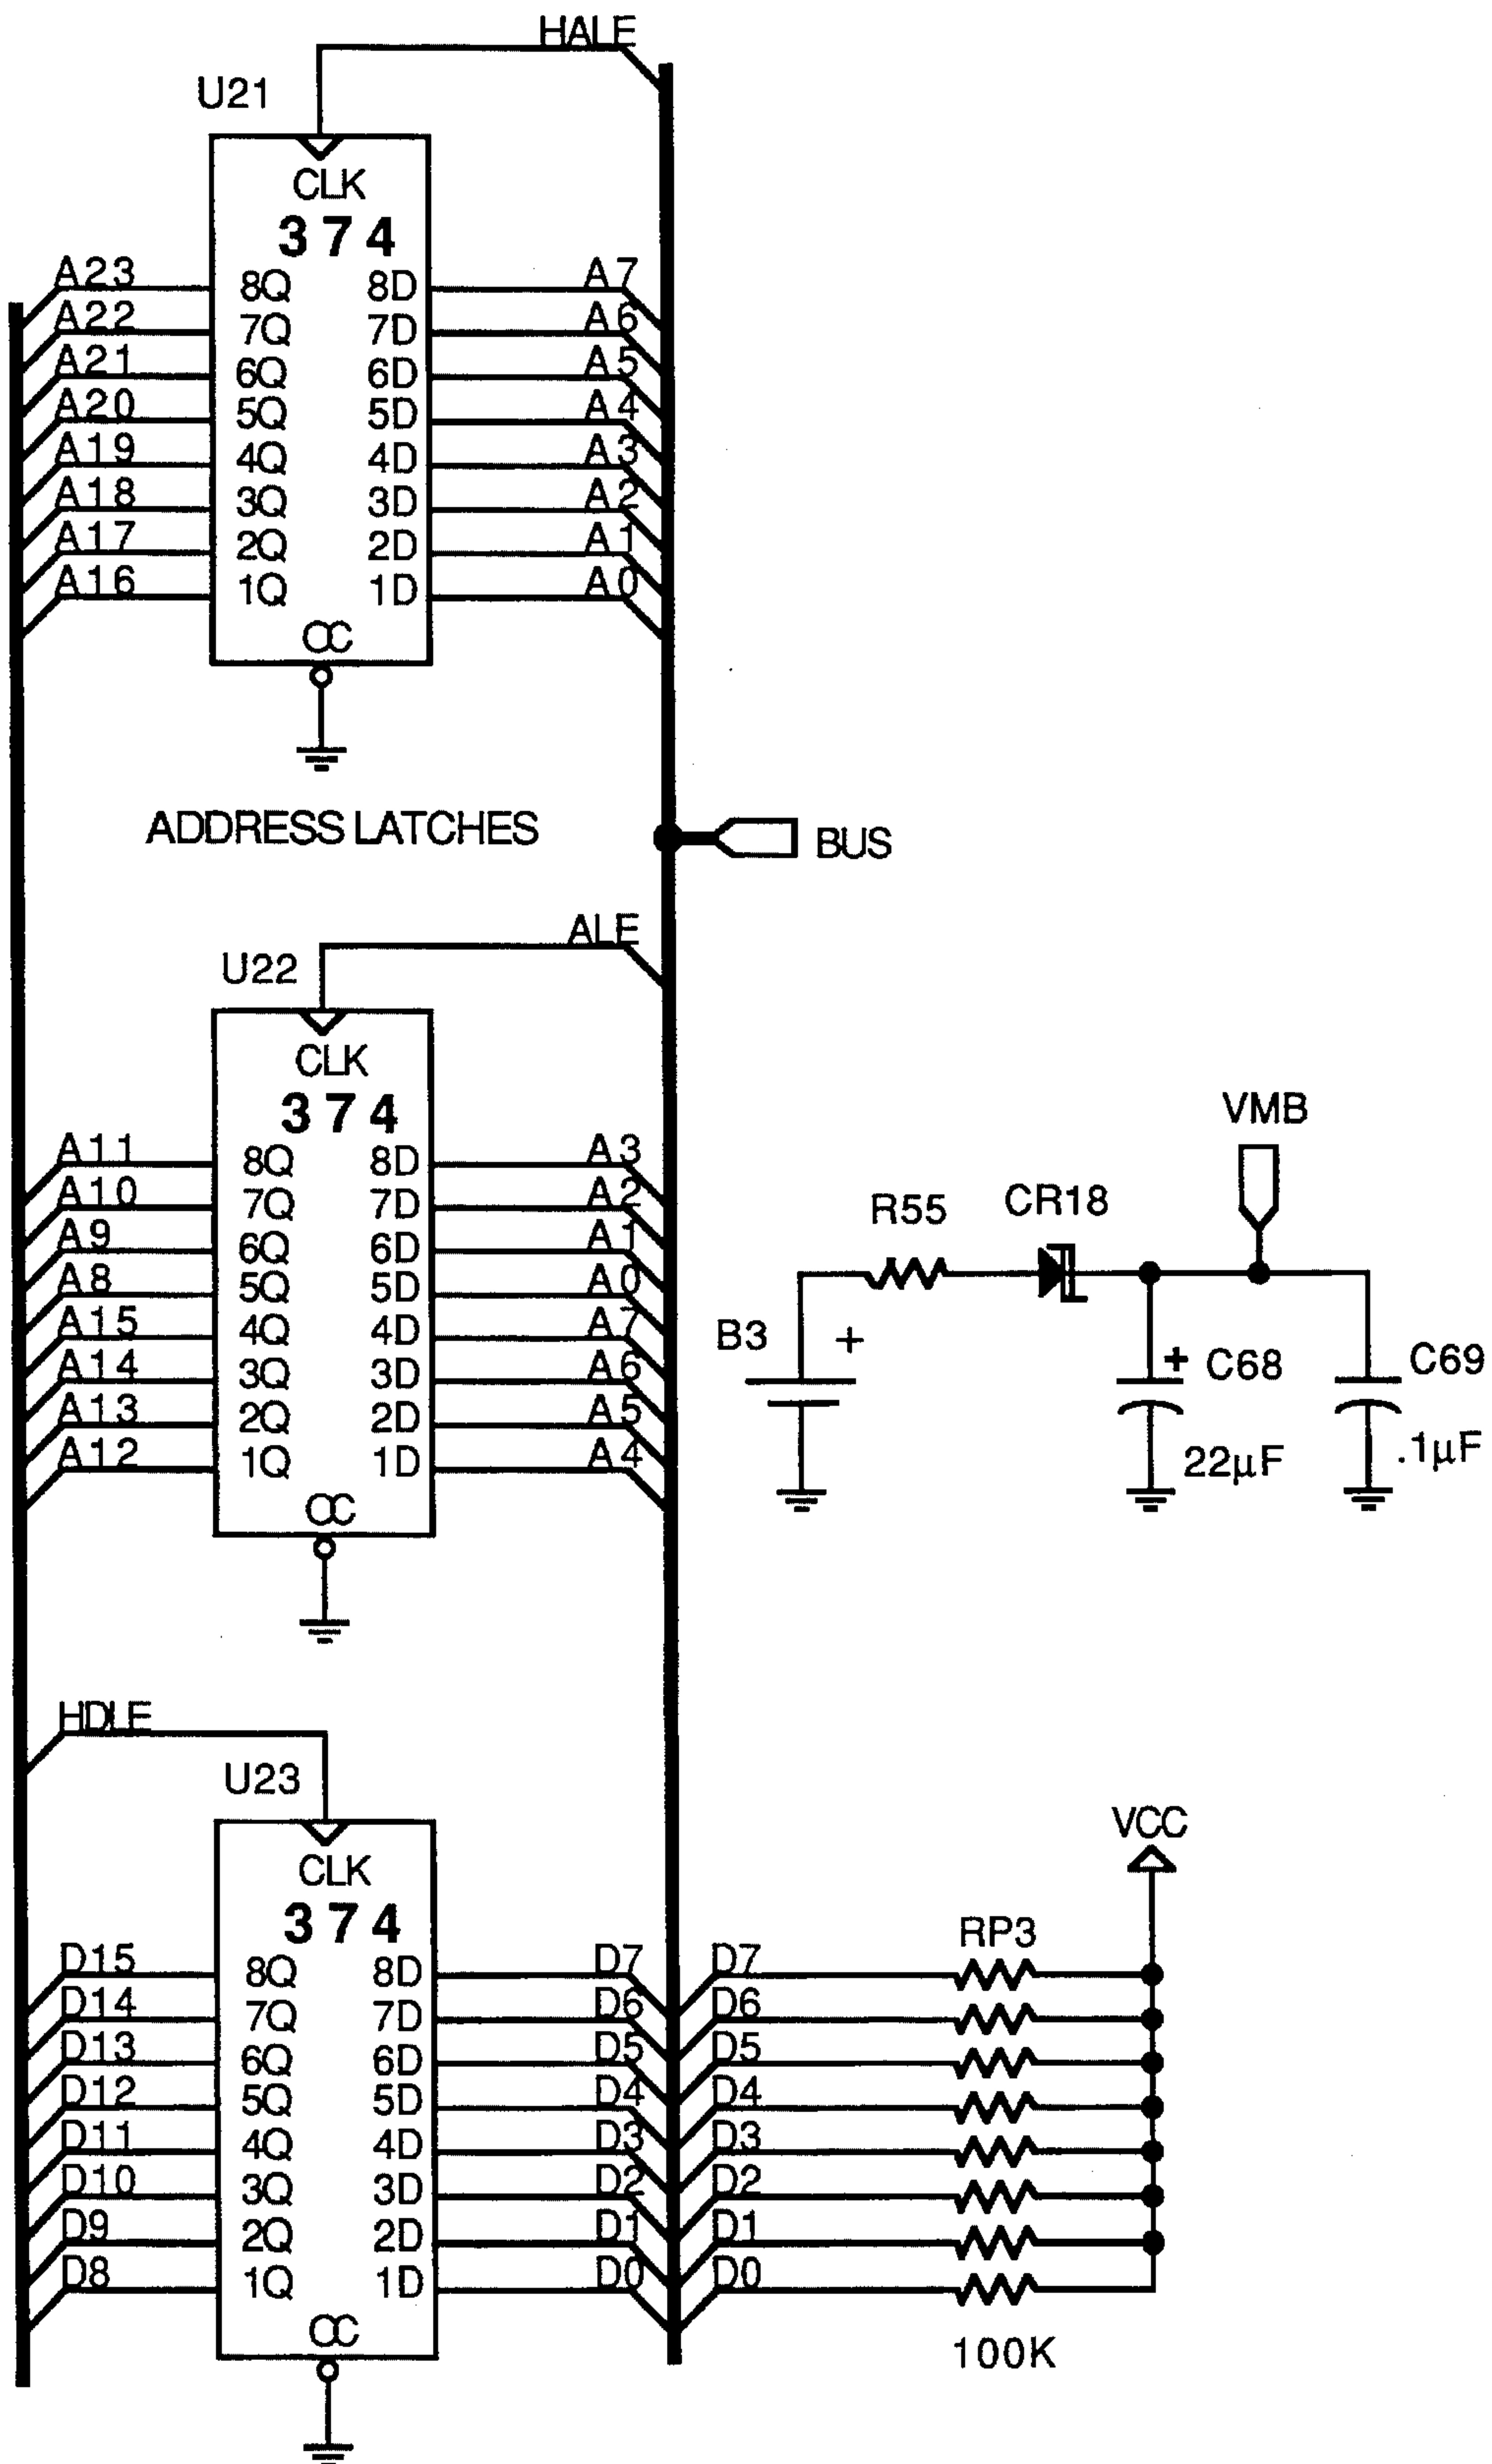 HALE
U21
CLK
374
A23 8Q 8D A7
A22 7Q 7D A6
A21 6Q 6D A5
A20 5Q 5D A4
A19 4Q 4D A3
A18 3Q 3D A2
A17 2Q 2D A1
A16 1Q 1D A0
OC
ADDRESS LATCHES
BUS
ALE
U22
CLK
374
A11 8Q 8D A3
A10 7Q 7D A2
A9 6Q 6D A1
A8 5Q 5D A0
A15 4Q 4D A7
A14 3Q 3D A6
A13 2Q 2D A5
A12 1Q 1D A4
OC
VMB
R55 CR18
B3 + + C68 C69
22µF .1µF
HDLE
U23
CLK
374
VCC
RP3
D15 8Q 8D D7 D7
D14 7Q 7D D6 D6
D13 6Q 6D D5 D5
D12 5Q 5D D4 D4
D11 4Q 4D D3 D3
D10 3Q 3D D2 D2
D9 2Q 2D D1 D1
D8 1Q 1D D0 D0
OC
100K